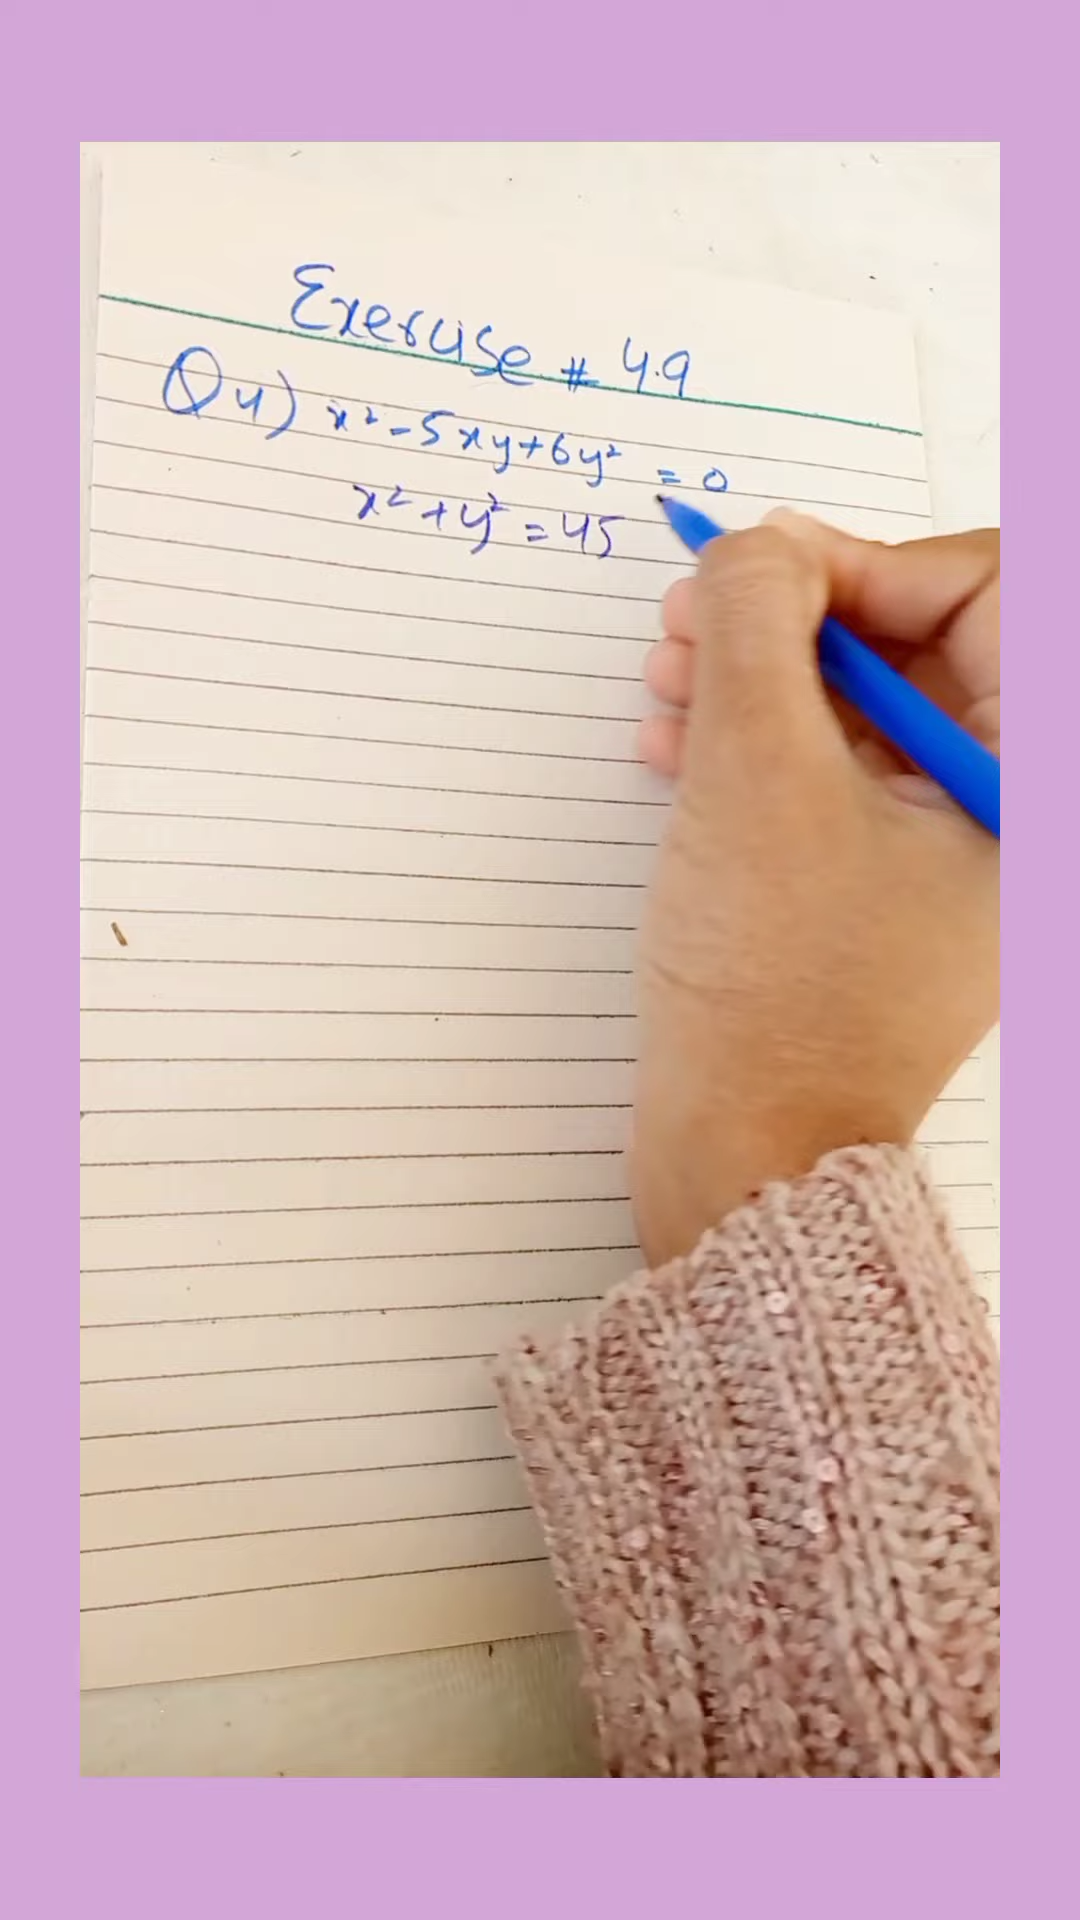 Exercise # 4.9
Q4) x² - 5xy + 6y² = 0
x² + y² = 45